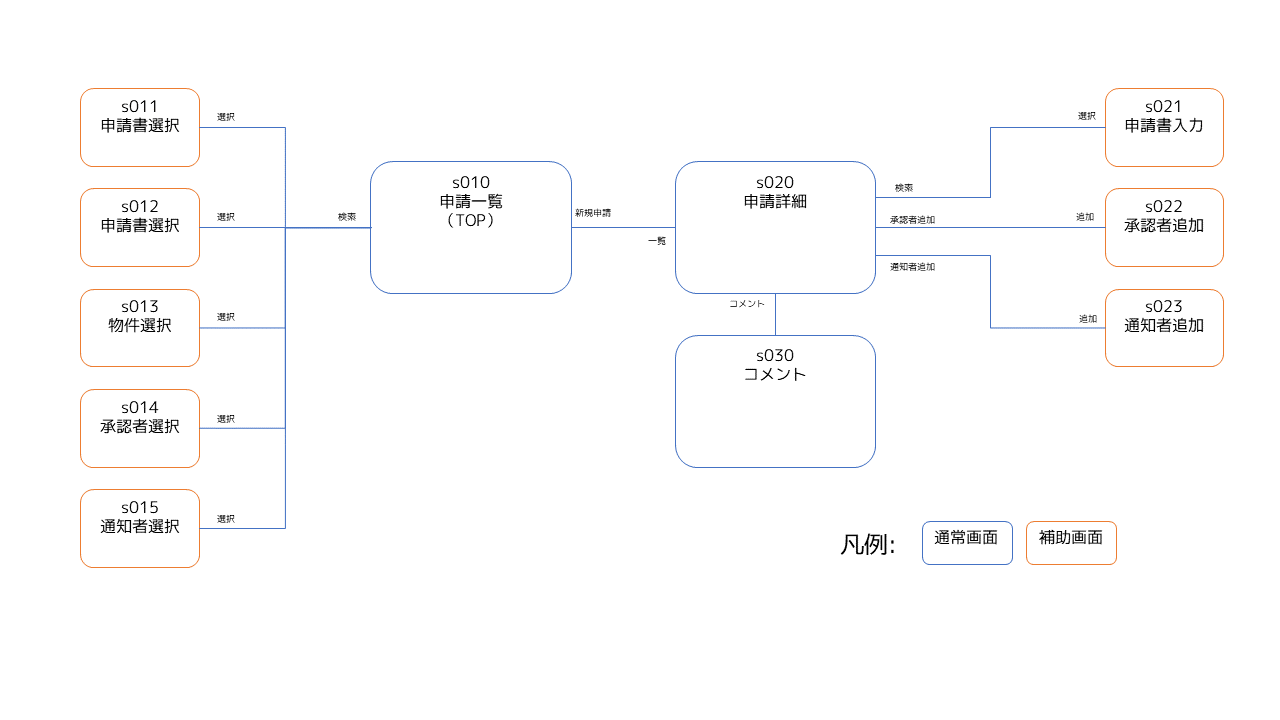 s011
申請書選択
選択
s012
申請書選択
選択
s013
物件選択
選択
s014
承認者選択
選択
s015
通知者選択
選択
検索
s010
申請一覧
（TOP）
新規申請
一覧
s020
申請詳細
コメント
s030
コメント
検索
承認者追加
通知者追加
選択
s021
申請書入力
追加
s022
承認者追加
追加
s023
通知者追加
凡例:
通常画面
補助画面